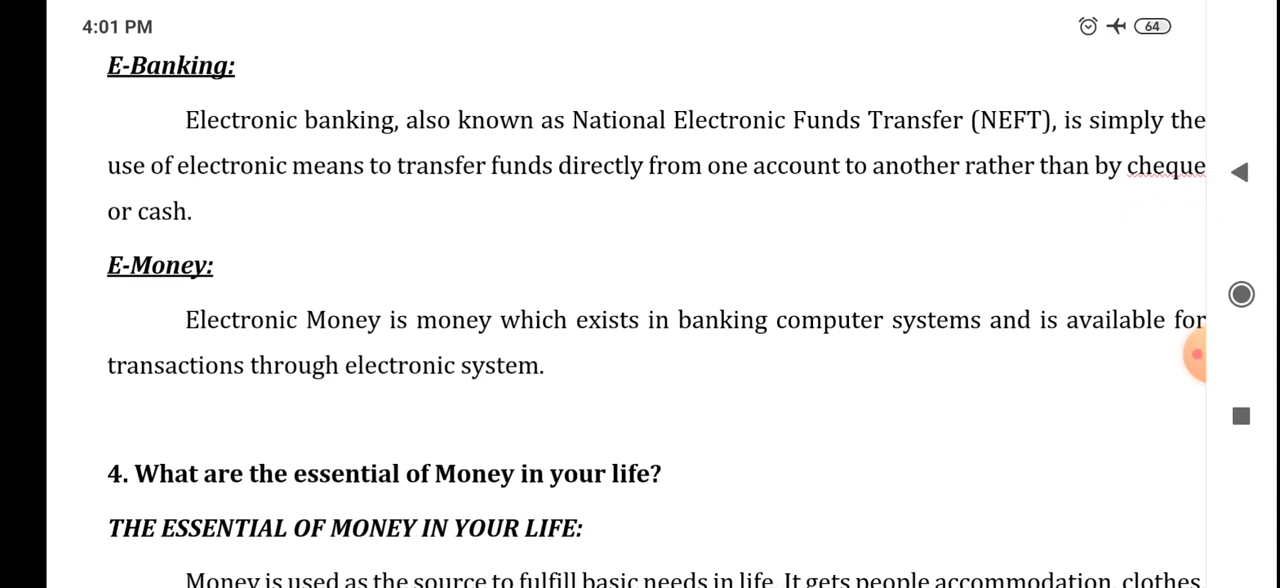 4:01 PM
64
E-Banking:
Electronic banking, also known as National Electronic Funds Transfer (NEFT), is simply the
use of electronic means to transfer funds directly from one account to another rather than by cheque
or cash.
E-Money:
Electronic Money is money which exists in banking computer systems and is available for
transactions through electronic system.
4. What are the essential of Money in your life?
THE ESSENTIAL OF MONEY IN YOUR LIFE:
Money is used as the source to fulfill basic needs in life. It gets people accommodation, clothes